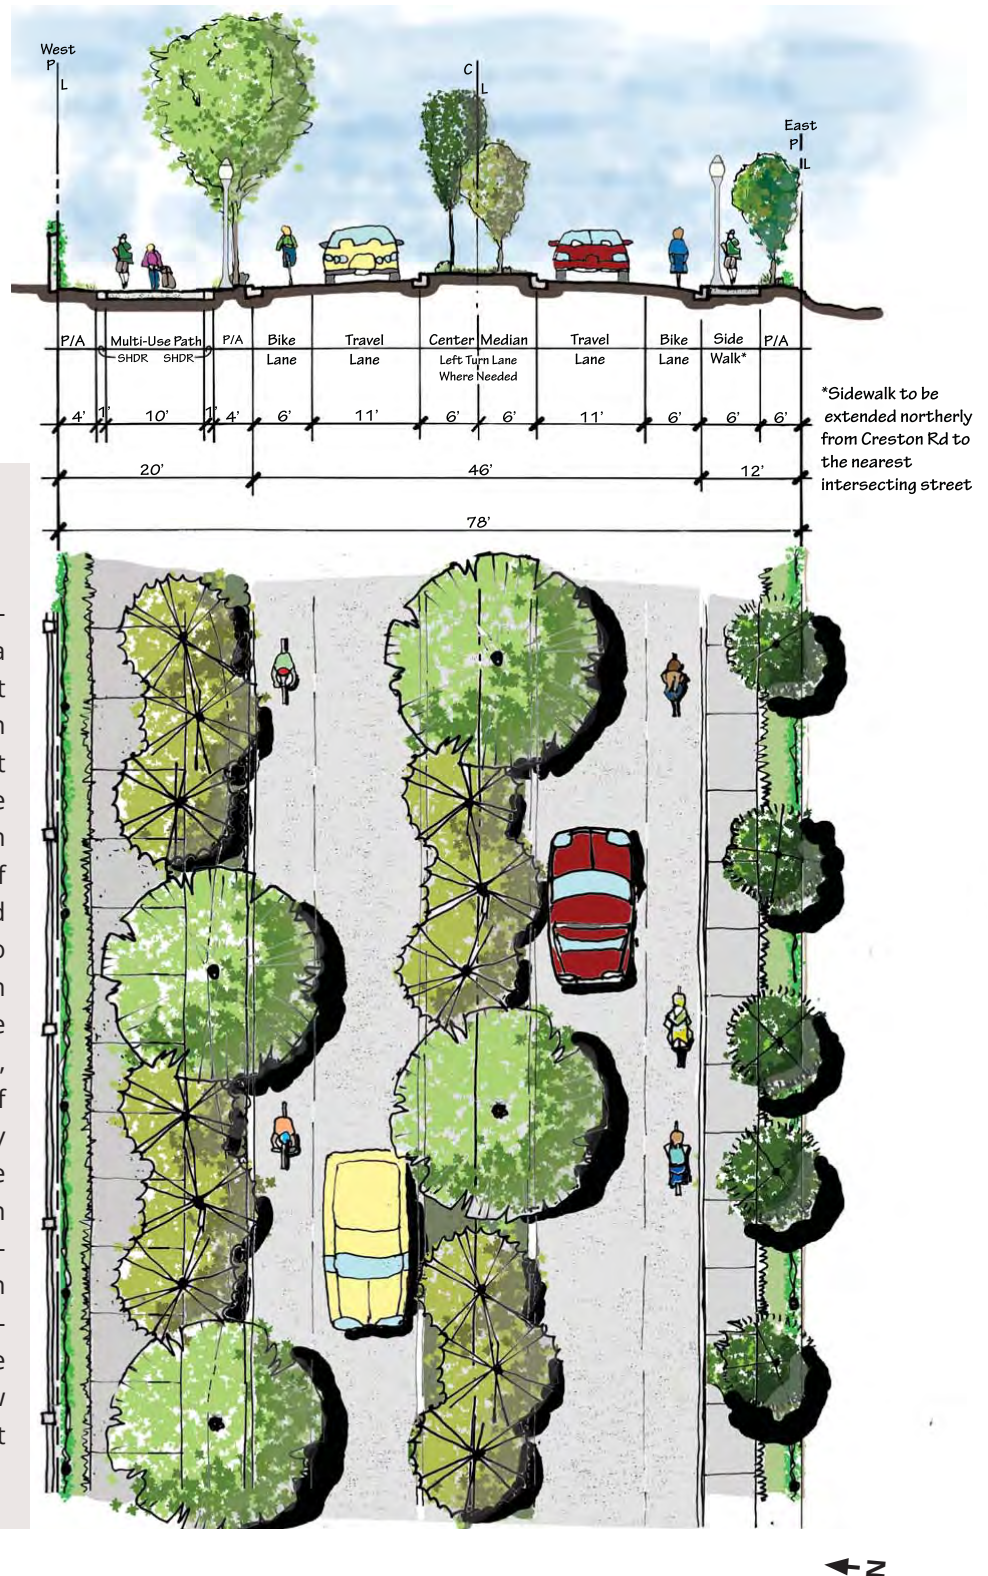 West
P
L
C
L
East
P
L
P/A
Multi-Use Path
SHDR SHDR
P/A
Bike
Lane
Travel
Lane
Center Median
Left Turn Lane
Where Needed
Travel
Lane
Bike
Lane
Side
Walk*
P/A
4' 1' 10' 1' 4' 6' 11' 6' 6' 11' 6' 6' 6'
20' 46' 12'
78'
*Sidewalk to be
extended northerly
from Creston Rd to
the nearest
intersecting street
-
a
t
n
t
e
n
f
d
o
n
e
,
f
y
e
n
-
n
-
e
w
t
N